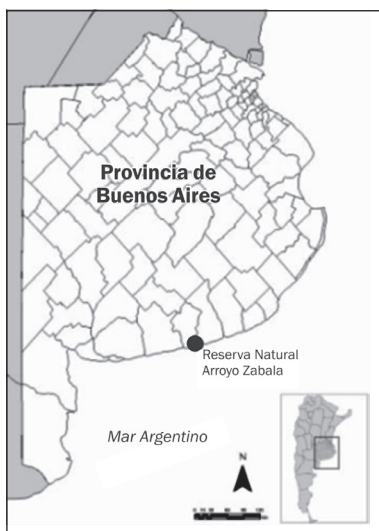 Provincia de
Buenos Aires
Reserva Natural
Arroyo Zabala
Mar Argentino
N